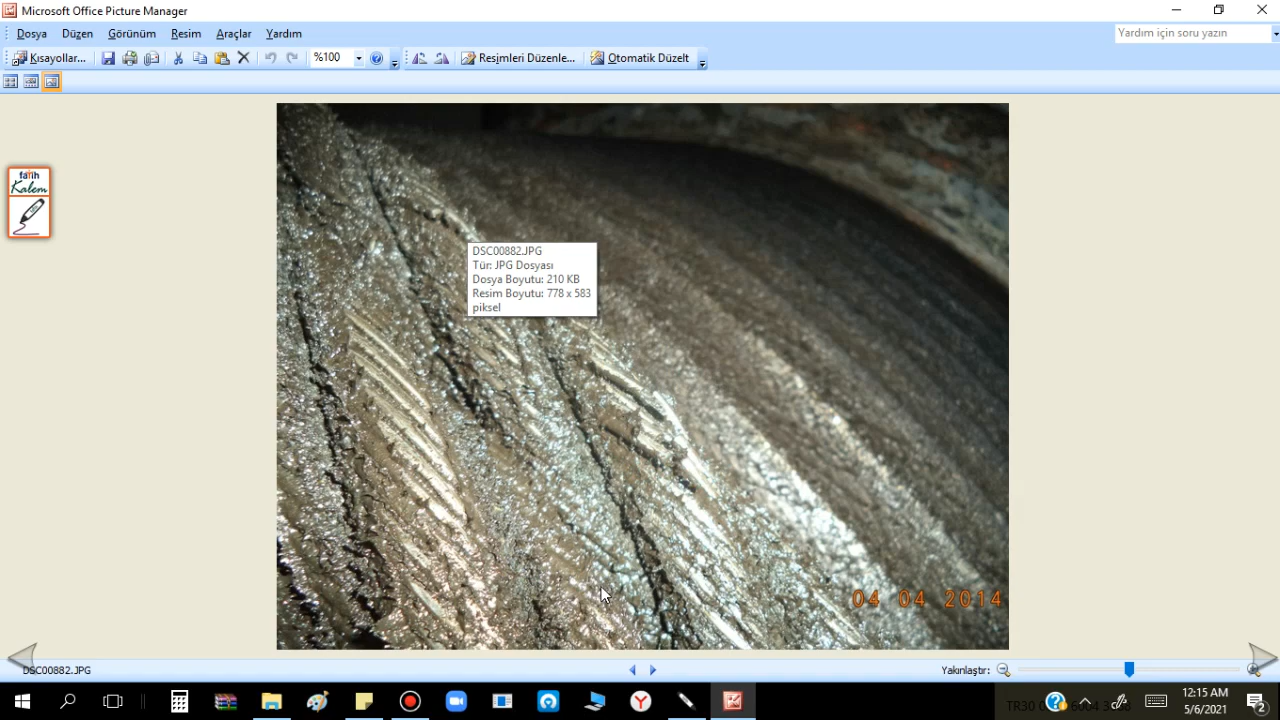 Microsoft Office Picture Manager
Dosya Düzen Görünüm Resim Araçlar Yardım
Yardım için soru yazın
Kısayollar... %100 Resimleri Düzenle... Otomatik Düzelt
fatih
Kalem
DSC00882.JPG
Tür: JPG Dosyası
Dosya Boyutu: 210 KB
Resim Boyutu: 778 x 583
piksel
04 04 2014
DSC00882.JPG
Yakınlaştır:
12:15 AM
5/6/2021
2